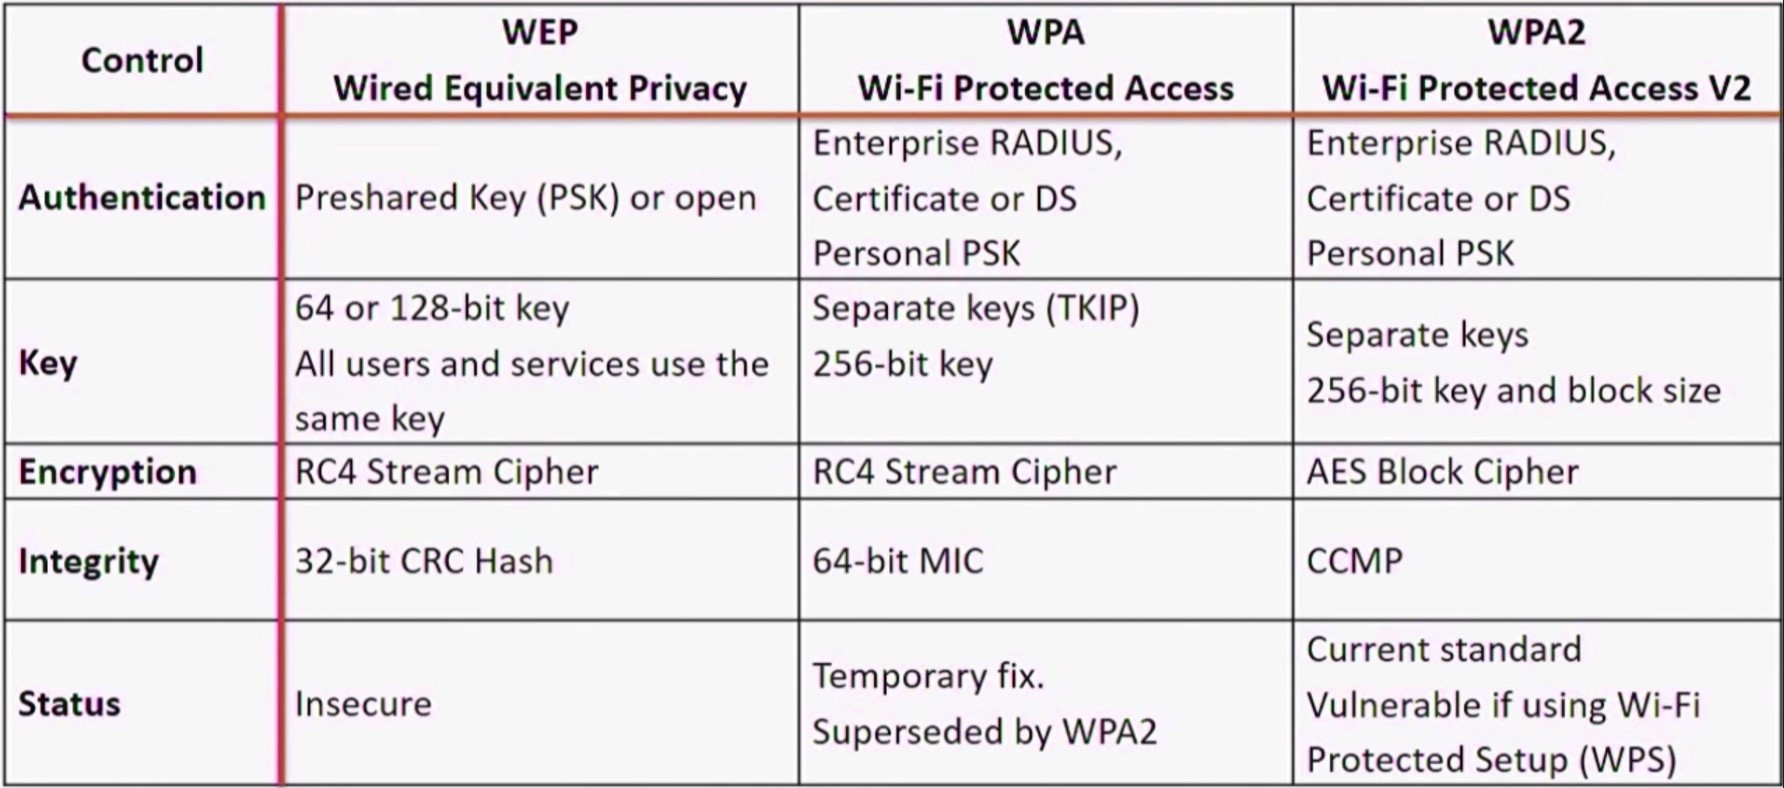 Control
WEP
Wired Equivalent Privacy
WPA
Wi-Fi Protected Access
WPA2
Wi-Fi Protected Access V2
Authentication
Preshared Key (PSK) or open
Enterprise RADIUS,
Certificate or DS
Personal PSK
Enterprise RADIUS,
Certificate or DS
Personal PSK
Key
64 or 128-bit key
All users and services use the
same key
Separate keys (TKIP)
256-bit key
Separate keys
256-bit key and block size
Encryption
RC4 Stream Cipher
RC4 Stream Cipher
AES Block Cipher
Integrity
32-bit CRC Hash
64-bit MIC
CCMP
Status
Insecure
Temporary fix.
Superseded by WPA2
Current standard
Vulnerable if using Wi-Fi
Protected Setup (WPS)